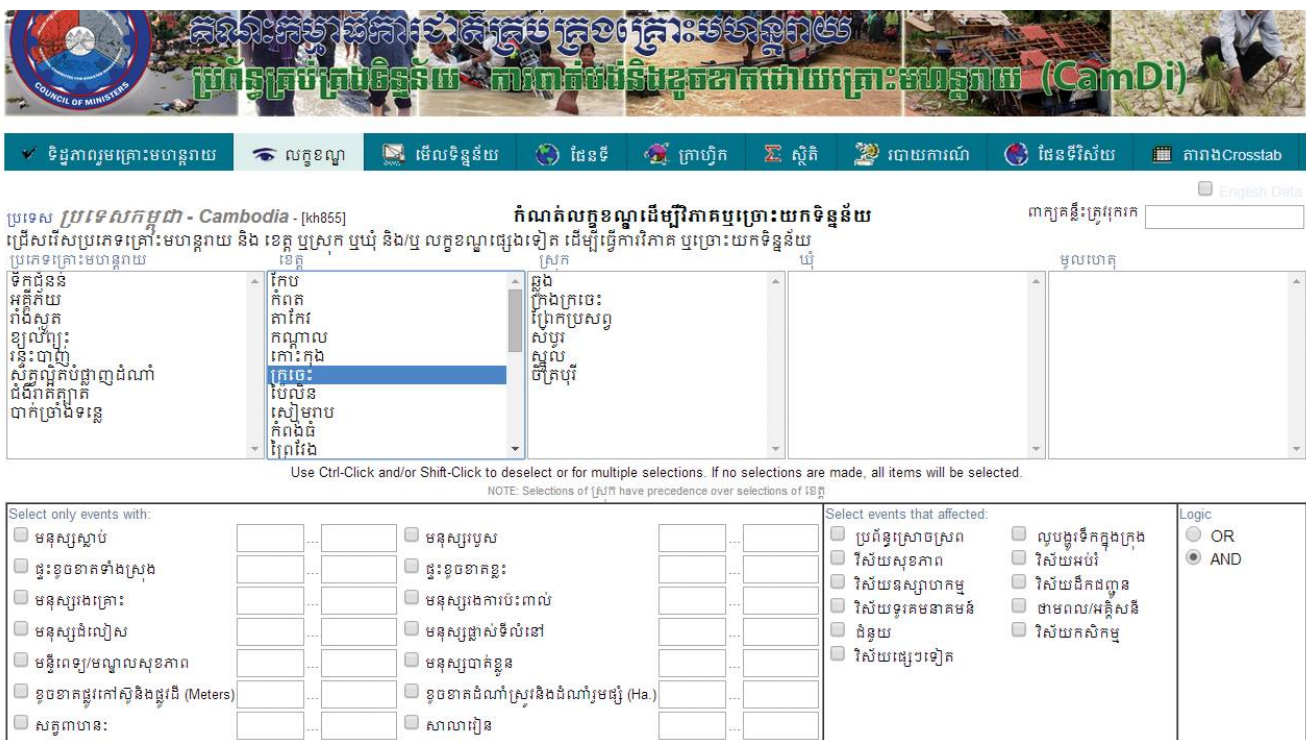 គណៈកម្មាធិការជាតិគ្រប់គ្រងគ្រោះមហន្តរាយ
ប្រព័ន្ធគ្រប់គ្រងទិន្នន័យ ការបាត់បង់និងខូចខាតដោយគ្រោះមហន្តរាយ (CamDi)
COUNCIL OF MINISTERS
ទិដ្ឋភាពរួមគ្រោះមហន្តរាយ លក្ខខណ្ឌ មើលទិន្នន័យ ផែនទី ក្រាហ្វិក ស្ថិតិ របាយការណ៍ ផែនទីវិស័យ តារាងCrosstab
English Data
ប្រទេស ប្រទេសកម្ពុជា - Cambodia - [kh855] កំណត់លក្ខខណ្ឌដើម្បីវិភាគឬច្រោះយកទិន្នន័យ ពាក្យគន្លឹះត្រូវរុករក
ជ្រើសរើសប្រភេទគ្រោះមហន្តរាយ និង ខេត្ត ឬស្រុក ឬឃុំ និង/ឬ លក្ខខណ្ឌផ្សេងទៀត ដើម្បីធ្វើការវិភាគ ឬច្រោះយកទិន្នន័យ
ប្រភេទគ្រោះមហន្តរាយ ខេត្ត ស្រុក ឃុំ មូលហេតុ
ទឹកជំនន់ កែប ឆ្លូង
អគ្គីភ័យ កំពត ក្រុងក្រចេះ
រាំងស្ងួត តាកែវ ព្រែកប្រសព្វ
ខ្យល់ព្យុះ កណ្តាល សំបូរ
រន្ទះបាញ់ កោះកុង ស្នួល
សត្វល្អិតបំផ្លាញដំណាំ ក្រចេះ ចិត្របុរី
ជំងឺរាតត្បាត ប៉ៃលិន
បាក់ច្រាំងទន្លេ សៀមរាប
កំពង់ធំ
ព្រៃវែង
Use Ctrl-Click and/or Shift-Click to deselect or for multiple selections. If no selections are made, all items will be selected.
NOTE: Selections of ស្រុក have precedence over selections of ខេត្ត
Select only events with: Select events that affected: Logic
មនុស្សស្លាប់ ... មនុស្សរបួស ... ប្រព័ន្ធស្រោចស្រព លូបង្ហូរទឹកក្នុងក្រុង OR
ផ្ទះខូចខាតទាំងស្រុង ... ផ្ទះខូចខាតខ្លះ ... វិស័យសុខភាព វិស័យអប់រំ AND
មនុស្សរងគ្រោះ ... មនុស្សរងការប៉ះពាល់ ... វិស័យឧស្សាហកម្ម វិស័យដឹកជញ្ជូន
មនុស្សជំលៀស ... មនុស្សផ្លាស់ទីលំនៅ ... វិស័យទូរគមនាគមន៍ ថាមពល/អគ្គិសនី
ជំនួយ វិស័យកសិកម្ម
មន្ទីពេទ្យ/មណ្ឌលសុខភាព ... មនុស្សបាត់ខ្លួន ... វិស័យផ្សេៗទៀត
ខូចខាតផ្លូវកៅស៊ូនិងផ្លូវដី (Meters) ... ខូចខាតដំណាំស្រូវនិងដំណាំរួមផ្សំ (Ha.) ...
សត្វពាហនៈ ... សាលារៀន ...